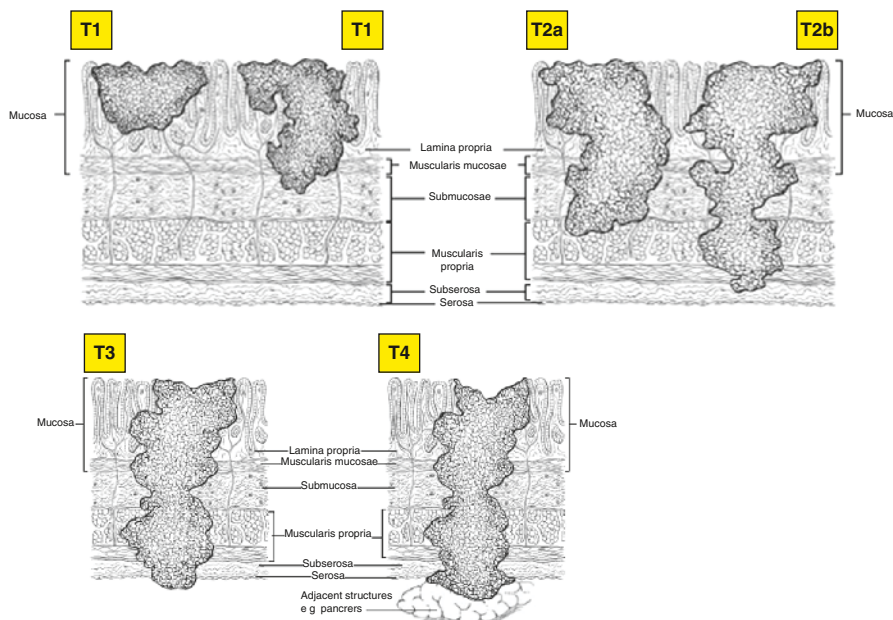 T1
T1
T2a
T2b
Mucosa
Mucosa
Lamina propria
Muscularis mucosae
Submucosae
Muscularis
propria
Subserosa
Serosa
T3
T4
Mucosa
Mucosa
Lamina propria
Muscularis mucosae
Submucosa
Muscularis propria
Subserosa
Serosa
Adjacent structures
e g pancrers